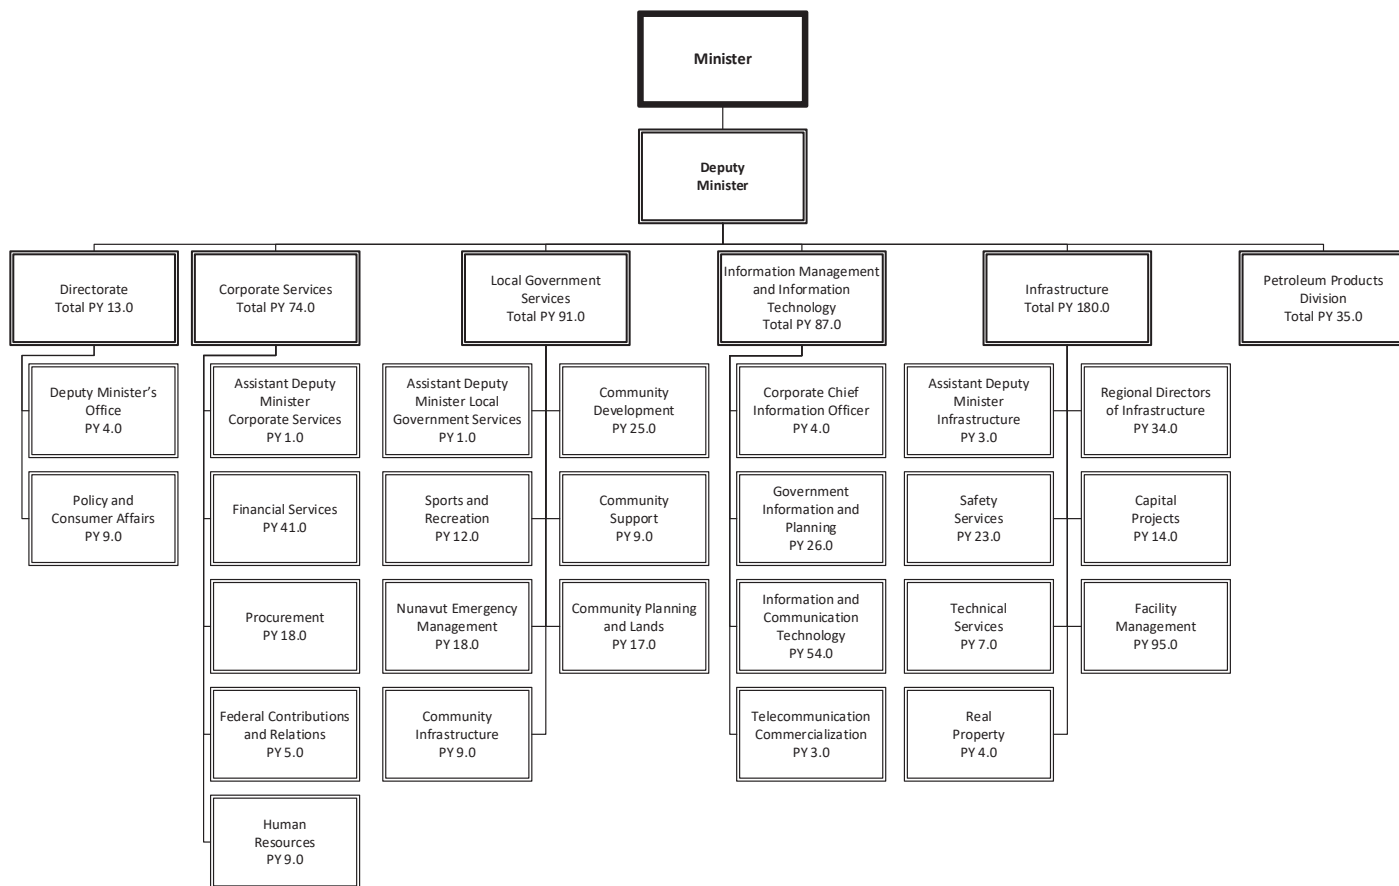 Minister
Deputy
Minister
Directorate
Total PY 13.0
Corporate Services
Total PY 74.0
Local Government
Services
Total PY 91.0
Information Management
and Information
Technology
Total PY 87.0
Infrastructure
Total PY 180.0
Petroleum Products
Division
Total PY 35.0
Deputy Minister’s
Office
PY 4.0
Policy and
Consumer Affairs
PY 9.0
Assistant Deputy
Minister
Corporate Services
PY 1.0
Financial Services
PY 41.0
Procurement
PY 18.0
Federal Contributions
and Relations
PY 5.0
Human
Resources
PY 9.0
Assistant Deputy
Minister Local
Government Services
PY 1.0
Sports and
Recreation
PY 12.0
Nunavut Emergency
Management
PY 18.0
Community
Infrastructure
PY 9.0
Community
Development
PY 25.0
Community
Support
PY 9.0
Community Planning
and Lands
PY 17.0
Corporate Chief
Information Officer
PY 4.0
Government
Information and
Planning
PY 26.0
Information and
Communication
Technology
PY 54.0
Telecommunication
Commercialization
PY 3.0
Assistant Deputy
Minister
Infrastructure
PY 3.0
Safety
Services
PY 23.0
Technical
Services
PY 7.0
Real
Property
PY 4.0
Regional Directors
of Infrastructure
PY 34.0
Capital
Projects
PY 14.0
Facility
Management
PY 95.0